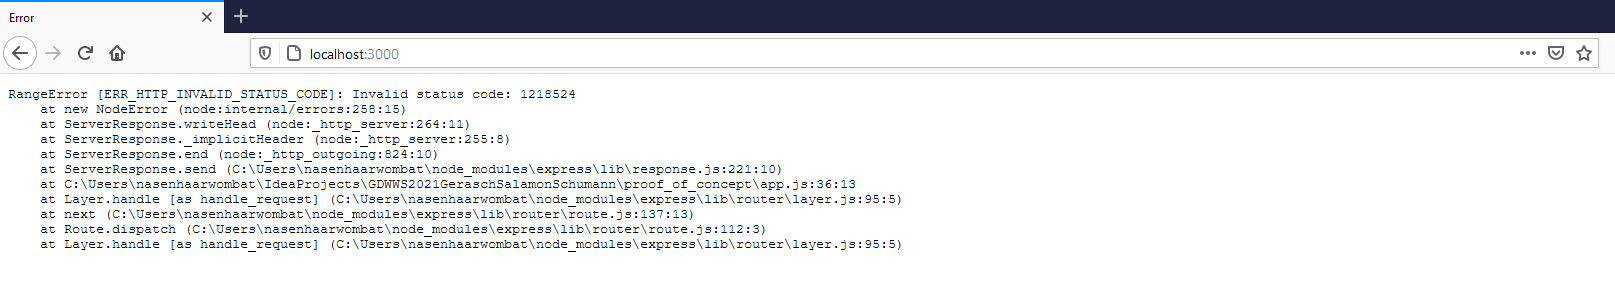 Error
localhost:3000
RangeError [ERR_HTTP_INVALID_STATUS_CODE]: Invalid status code: 1218524
    at new NodeError (node:internal/errors:258:15)
    at ServerResponse.writeHead (node:_http_server:264:11)
    at ServerResponse._implicitHeader (node:_http_server:255:8)
    at ServerResponse.end (node:_http_outgoing:824:10)
    at ServerResponse.send (C:\Users\nasenhaarwombat\node_modules\express\lib\response.js:221:10)
    at C:\Users\nasenhaarwombat\IdeaProjects\GDWWS2021GeraschSalamonSchumann\proof_of_concept\app.js:36:13
    at Layer.handle [as handle_request] (C:\Users\nasenhaarwombat\node_modules\express\lib\router\layer.js:95:5)
    at next (C:\Users\nasenhaarwombat\node_modules\express\lib\router\route.js:137:13)
    at Route.dispatch (C:\Users\nasenhaarwombat\node_modules\express\lib\router\route.js:112:3)
    at Layer.handle [as handle_request] (C:\Users\nasenhaarwombat\node_modules\express\lib\router\layer.js:95:5)